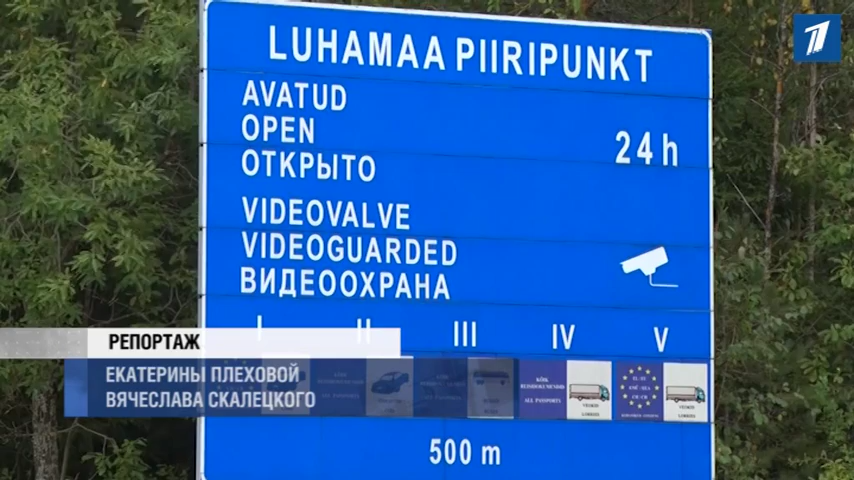 LUHAMAA PIIRIPUNKT
AVATUD
OPEN
24 h
ОТКРЫТО
VIDEOVALVE
VIDEOGUARDED
ВИДЕООХРАНА
I II III IV V
РЕПОРТАЖ
ЕКАТЕРИНЫ ПЛЕХОВОЙ
ВЯЧЕСЛАВА СКАЛЕЦКОГО
KÕIK
ALL PASSPORTS
500 m